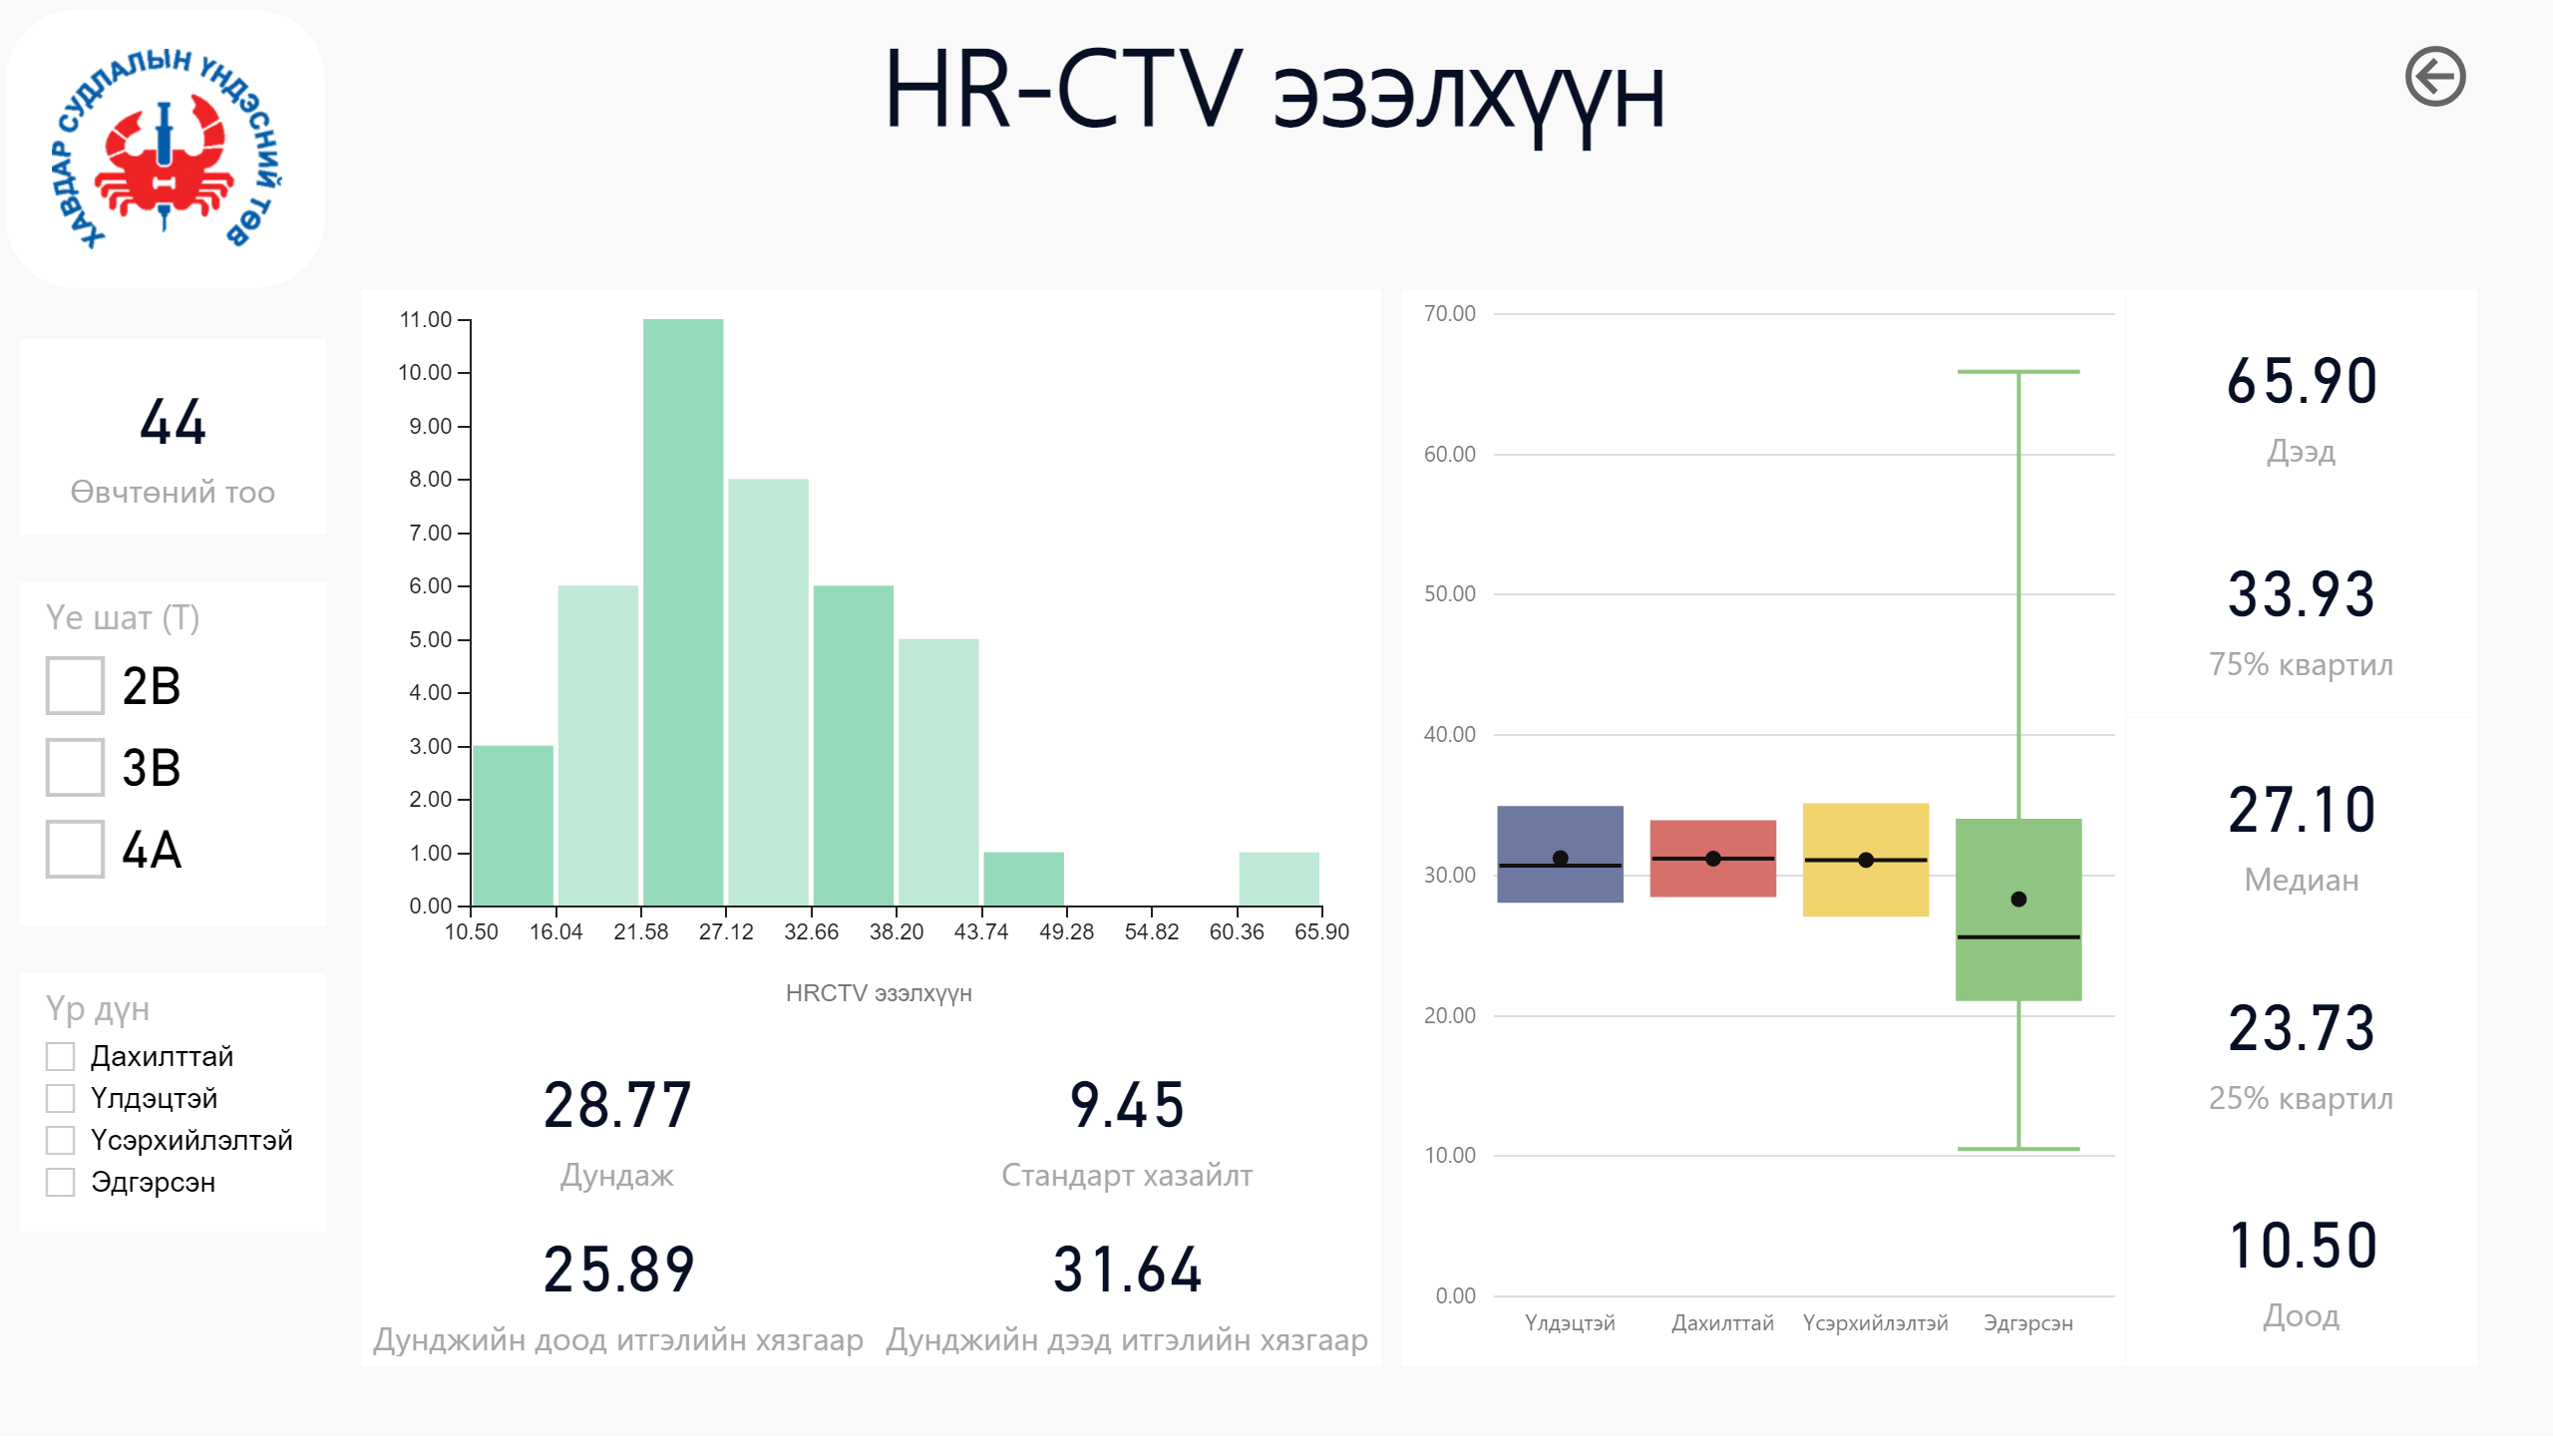 ХАВДАР СУДЛАЛЫН ҮНДЭСНИЙ ТӨВ
HR-CTV эзэлхүүн
44
Өвчтөний тоо
Үе шат (T)
2B
3B
4A
Үр дүн
Дахилттай
Үлдэцтэй
Үсэрхийлэлтэй
Эдгэрсэн
11.00
10.00
9.00
8.00
7.00
6.00
5.00
4.00
3.00
2.00
1.00
0.00
10.50 16.04 21.58 27.12 32.66 38.20 43.74 49.28 54.82 60.36 65.90
HRCTV эзэлхүүн
28.77
Дундаж
9.45
Стандарт хазайлт
25.89
Дунджийн доод итгэлийн хязгаар
31.64
Дунджийн дээд итгэлийн хязгаар
70.00
60.00
50.00
40.00
30.00
20.00
10.00
0.00
Үлдэцтэй Дахилттай Үсэрхийлэлтэй Эдгэрсэн
65.90
Дээд
33.93
75% квартил
27.10
Медиан
23.73
25% квартил
10.50
Доод